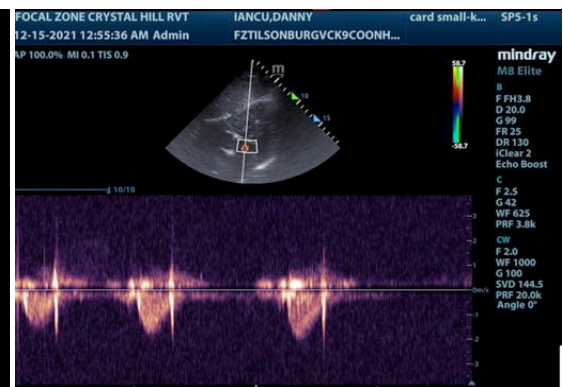 FOCAL ZONE CRYSTAL HILL RVT IANCU,DANNY card small-k... SP5-1s
12-15-2021 12:55:36 AM Admin FZTILSONBURGVCK9COONH...
AP 100.0% MI 0.1 TIS 0.9
mindray
M8 Elite
m
10
15
58.7
-58.7
B
F FH3.8
D 20.0
G 99
FR 25
DR 130
iClear 2
Echo Boost
C
F 2.5
G 42
WF 625
PRF 3.8k
CW
F 2.0
WF 1000
G 100
SVD 144.5
PRF 20.0k
Angle 0°
10/10
0m/s